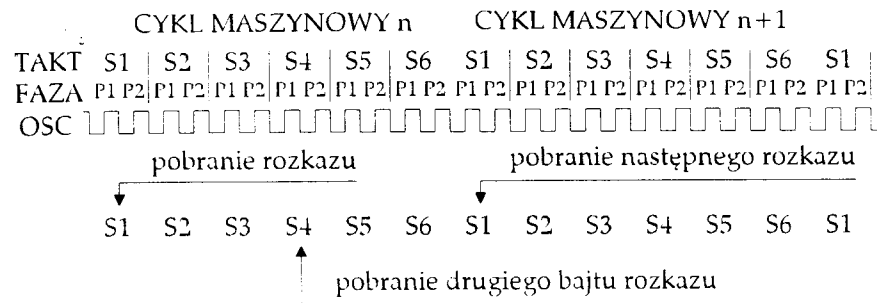 CYKL MASZYNOWY n CYKL MASZYNOWY n+1
TAKT S1 S2 S3 S4 S5 S6 S1 S2 S3 S4 S5 S6 S1
FAZA P1 P2 P1 P2 P1 P2 P1 P2 P1 P2 P1 P2 P1 P2 P1 P2 P1 P2 P1 P2 P1 P2 P1 P2 P1 P2
OSC
pobranie rozkazu pobranie następnego rozkazu
S1 S2 S3 S4 S5 S6 S1 S2 S3 S4 S5 S6 S1
pobranie drugiego bajtu rozkazu